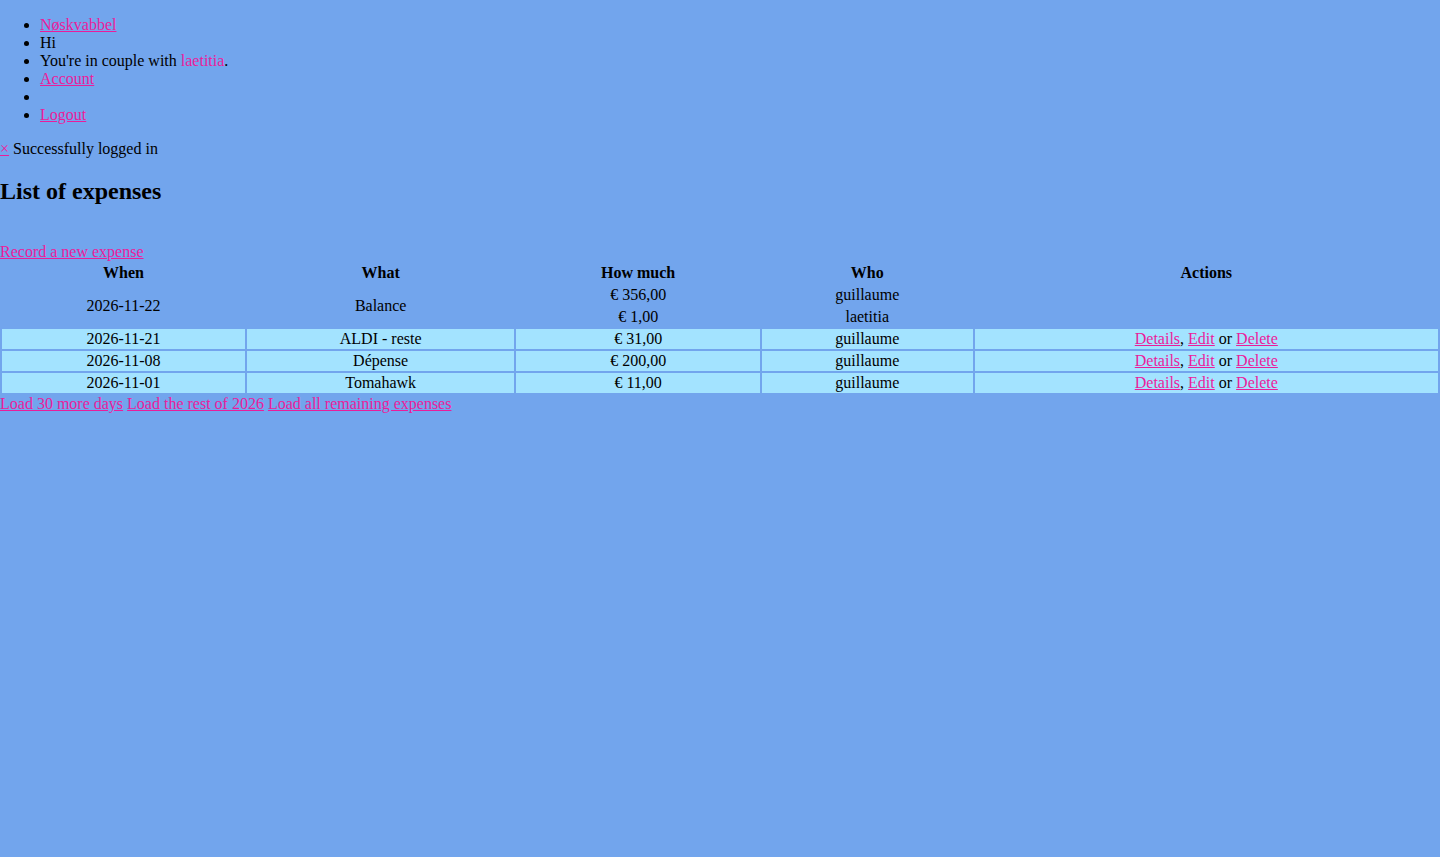 Nøskvabbel
Hi
You're in couple with laetitia.
Account
Logout
× Successfully logged in
List of expenses
Record a new expense
When What How much Who Actions
2026-11-22 Balance € 356,00 guillaume
€ 1,00 laetitia
2026-11-21 ALDI - reste € 31,00 guillaume Details, Edit or Delete
2026-11-08 Dépense € 200,00 guillaume Details, Edit or Delete
2026-11-01 Tomahawk € 11,00 guillaume Details, Edit or Delete
Load 30 more days Load the rest of 2026 Load all remaining expenses